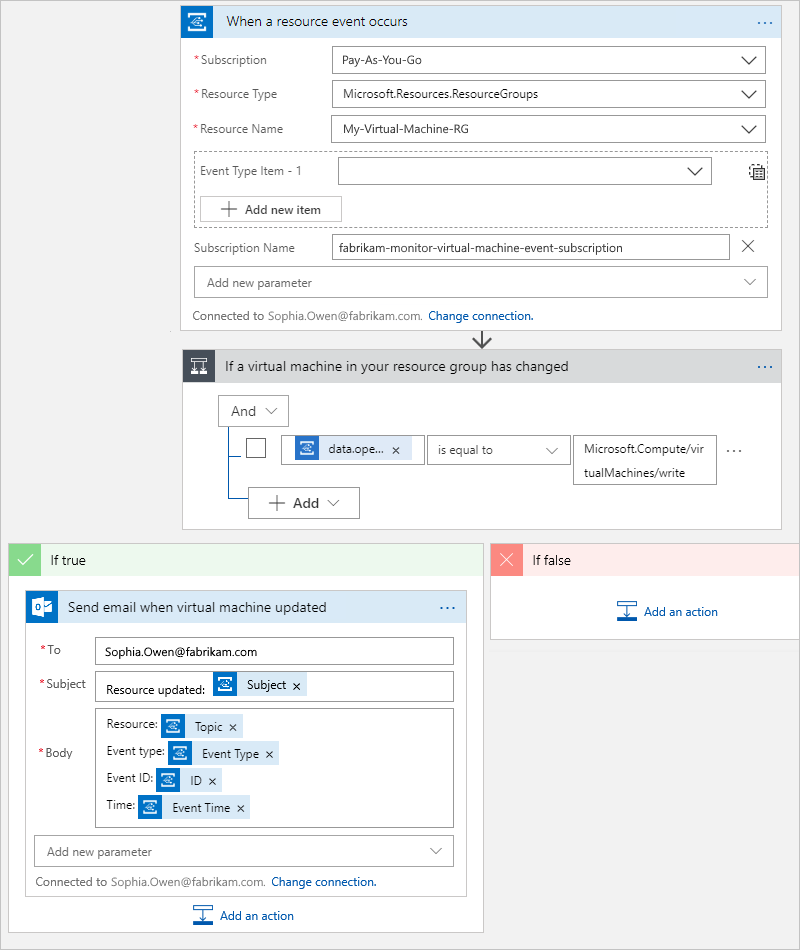 When a resource event occurs
* Subscription Pay-As-You-Go
* Resource Type Microsoft.Resources.ResourceGroups
* Resource Name My-Virtual-Machine-RG
Event Type Item - 1
Add new item
Subscription Name fabrikam-monitor-virtual-machine-event-subscription
Add new parameter
Connected to Sophia.Owen@fabrikam.com. Change connection.
If a virtual machine in your resource group has changed
And
data.ope... is equal to Microsoft.Compute/vir
tualMachines/write
Add
If true
Send email when virtual machine updated
* To Sophia.Owen@fabrikam.com
* Subject Resource updated: Subject
* Body
Resource: Topic
Event type: Event Type
Event ID: ID
Time: Event Time
Add new parameter
Connected to Sophia.Owen@fabrikam.com. Change connection.
Add an action
If false
Add an action